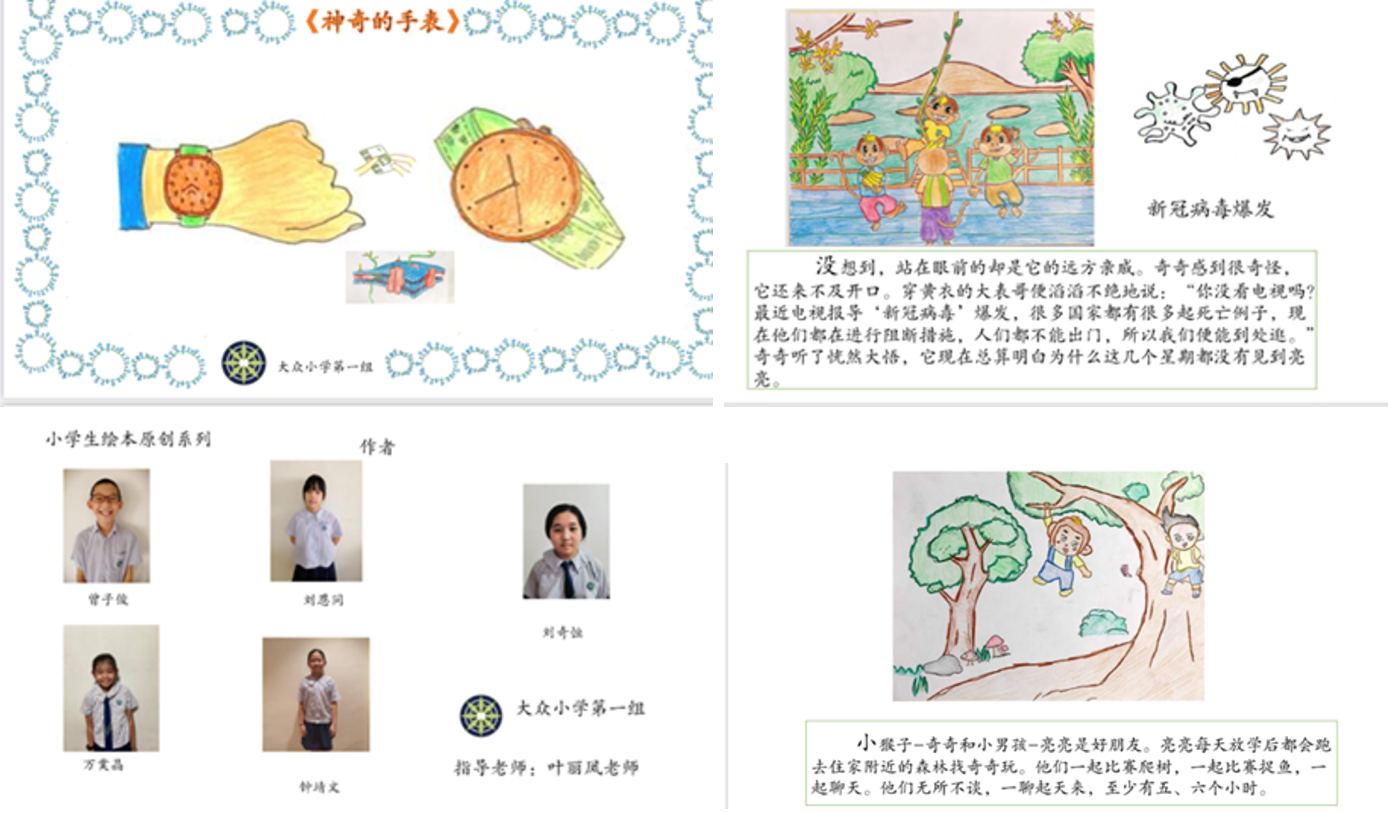 《神奇的手表》
大众小学第一组
新冠病毒爆发
没想到，站在眼前的却是它的远方亲戚。奇奇感到很奇怪，
它还来不及开口。穿黄衣的大表哥便滔滔不绝地说：“你没看电视吗？
最近电视报导‘新冠病毒’爆发，很多国家都有很多起死亡例子，现
在他们都在进行阻断措施，人们都不能出门，所以我们便能到处逛。”
奇奇听了恍然大悟，它现在总算明白为什么这几个星期都没有见到亮
亮。
小学生绘本原创系列
作者
曾子俊
刘恩同
刘奇恒
万雯晶
钟靖文
大众小学第一组
指导老师：叶丽凤老师
小猴子-奇奇和小男孩-亮亮是好朋友。亮亮每天放学后都会跑
去住家附近的森林找奇奇玩。他们一起比赛爬树，一起比赛捉鱼，一
起聊天。他们无所不谈，一聊起天来，至少有五、六个小时。